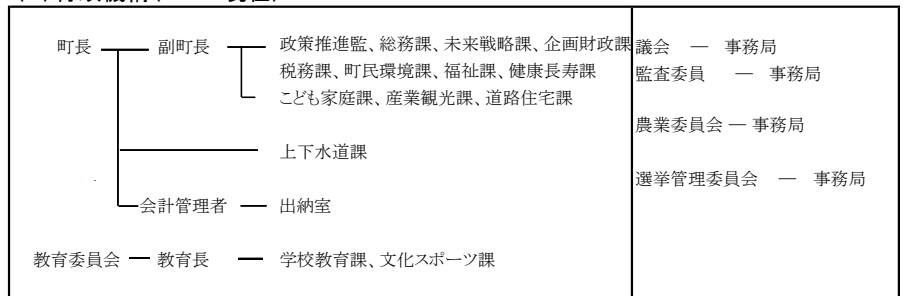 町長 副町長 政策推進監、総務課、未来戦略課、企画財政課
税務課、町民環境課、福祉課、健康長寿課
こども家庭課、産業観光課、道路住宅課
上下水道課
会計管理者 出納室
教育委員会 教育長 学校教育課、文化スポーツ課
議会 ― 事務局
監査委員 ― 事務局
農業委員会 ― 事務局
選挙管理委員会 ― 事務局